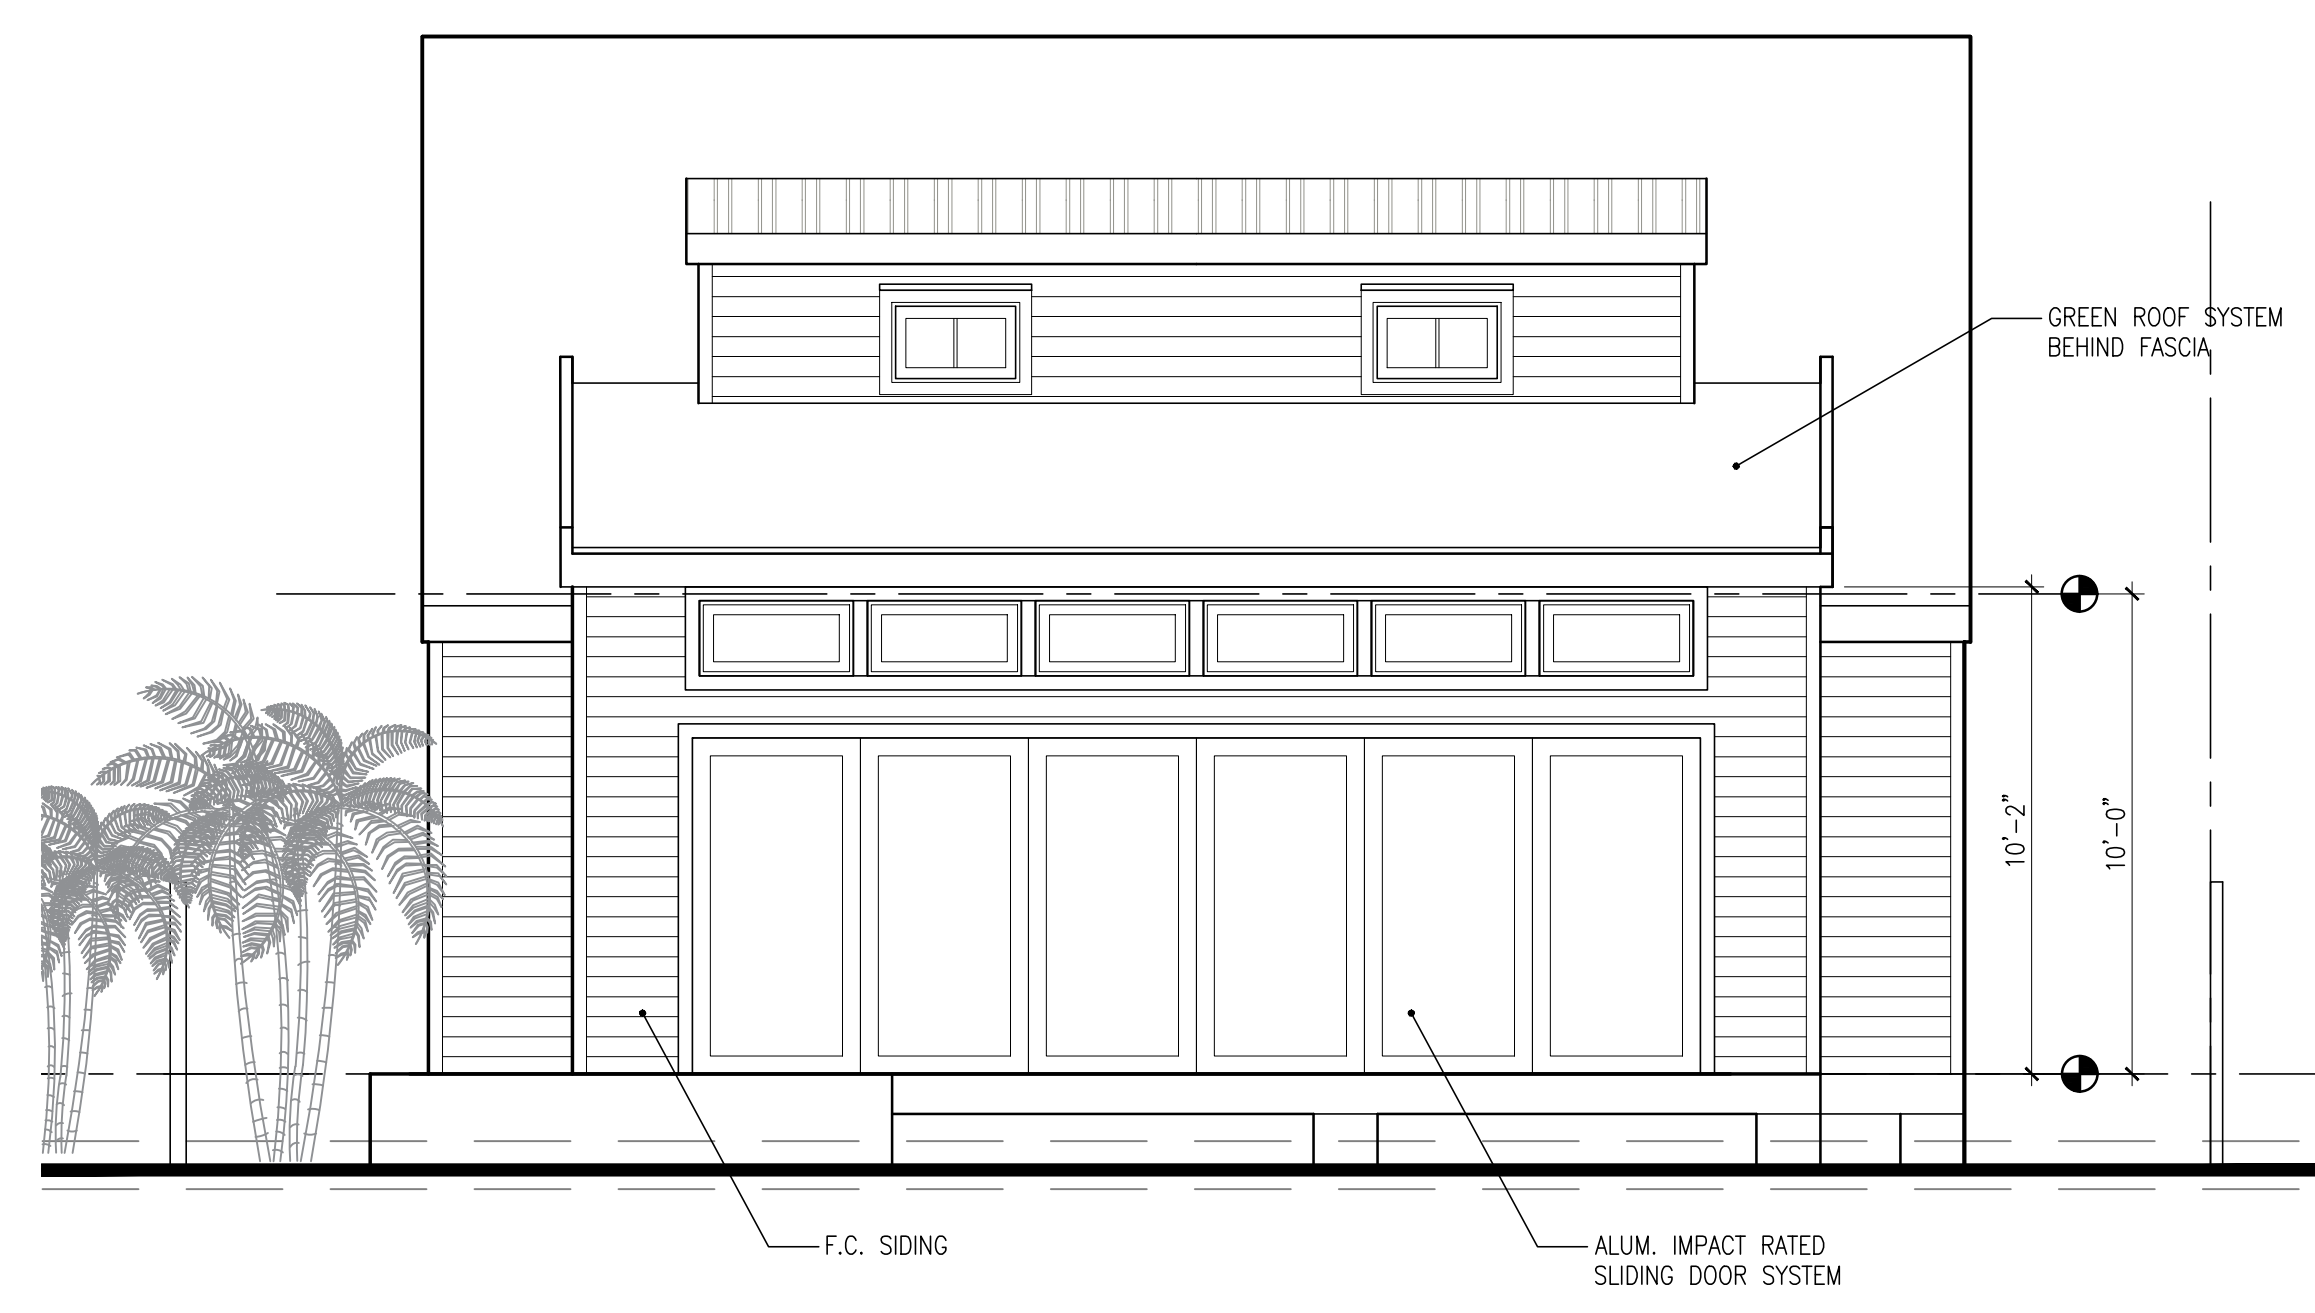 GREEN ROOF SYSTEM
BEHIND FASCIA
10'-2"
10'-0"
F.C. SIDING
ALUM. IMPACT RATED
SLIDING DOOR SYSTEM